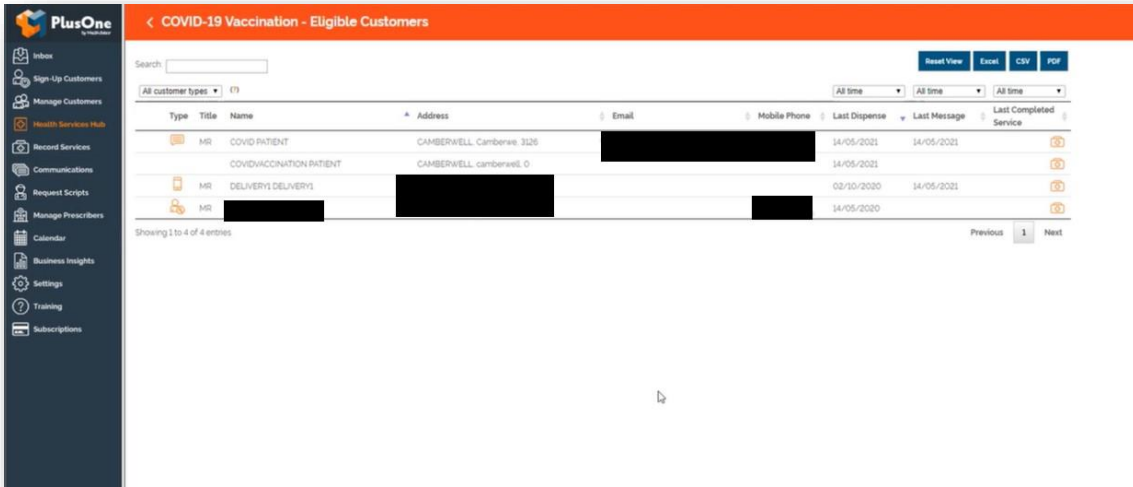 PlusOne
< COVID-19 Vaccination - Eligible Customers
Inbox
Sign-Up Customers
Manage Customers
Health Services Hub
Record Services
Communications
Request Scripts
Manage Prescribers
Calendar
Business Insights
Settings
Training
Subscriptions
Search:
Reset View Excel CSV PDF
All customer types (?) All time All time All time
Type Title Name Address Email Mobile Phone Last Dispense Last Message Last Completed Service
MR COVID PATIENT CAMBERWELL, Camberwe, 3126 14/05/2021 14/05/2021
COVIDVACCINATION PATIENT CAMBERWELL, camberwell, 0 14/05/2021
MR DELIVERY1 DELIVERY1 02/10/2020 14/05/2021
MR 14/05/2020
Showing 1 to 4 of 4 entries Previous 1 Next